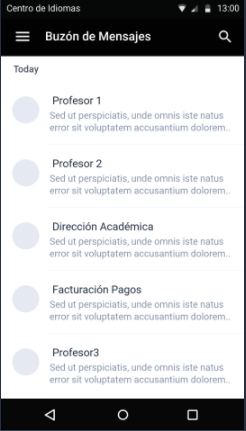 Centro de Idiomas 13:00
Buzón de Mensajes
Today
Profesor 1
Sed ut perspiciatis, unde omnis iste natus
error sit voluptatem accusantium dolorem..
Profesor 2
Sed ut perspiciatis, unde omnis iste natus
error sit voluptatem accusantium dolorem..
Dirección Académica
Sed ut perspiciatis, unde omnis iste natus
error sit voluptatem accusantium dolorem..
Facturación Pagos
Sed ut perspiciatis, unde omnis iste natus
error sit voluptatem accusantium dolorem..
Profesor3
Sed ut perspiciatis, unde omnis iste natus
error sit voluptatem accusantium dolorem..